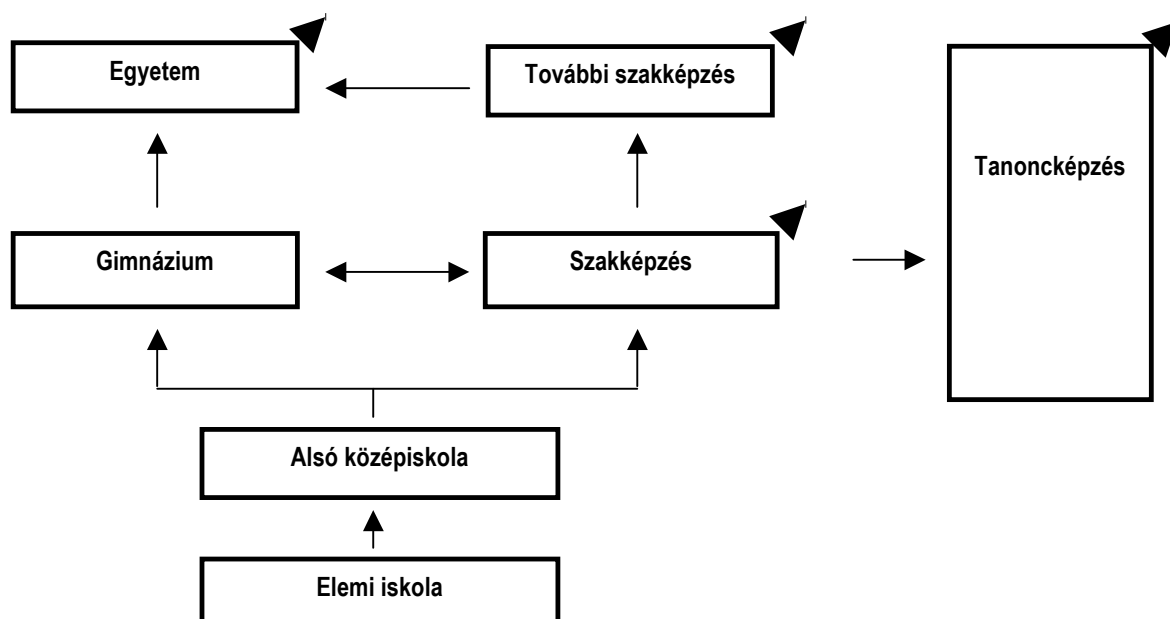 Egyetem
További szakképzés
Tanoncképzés
Gimnázium
Szakképzés
Alsó középiskola
Elemi iskola